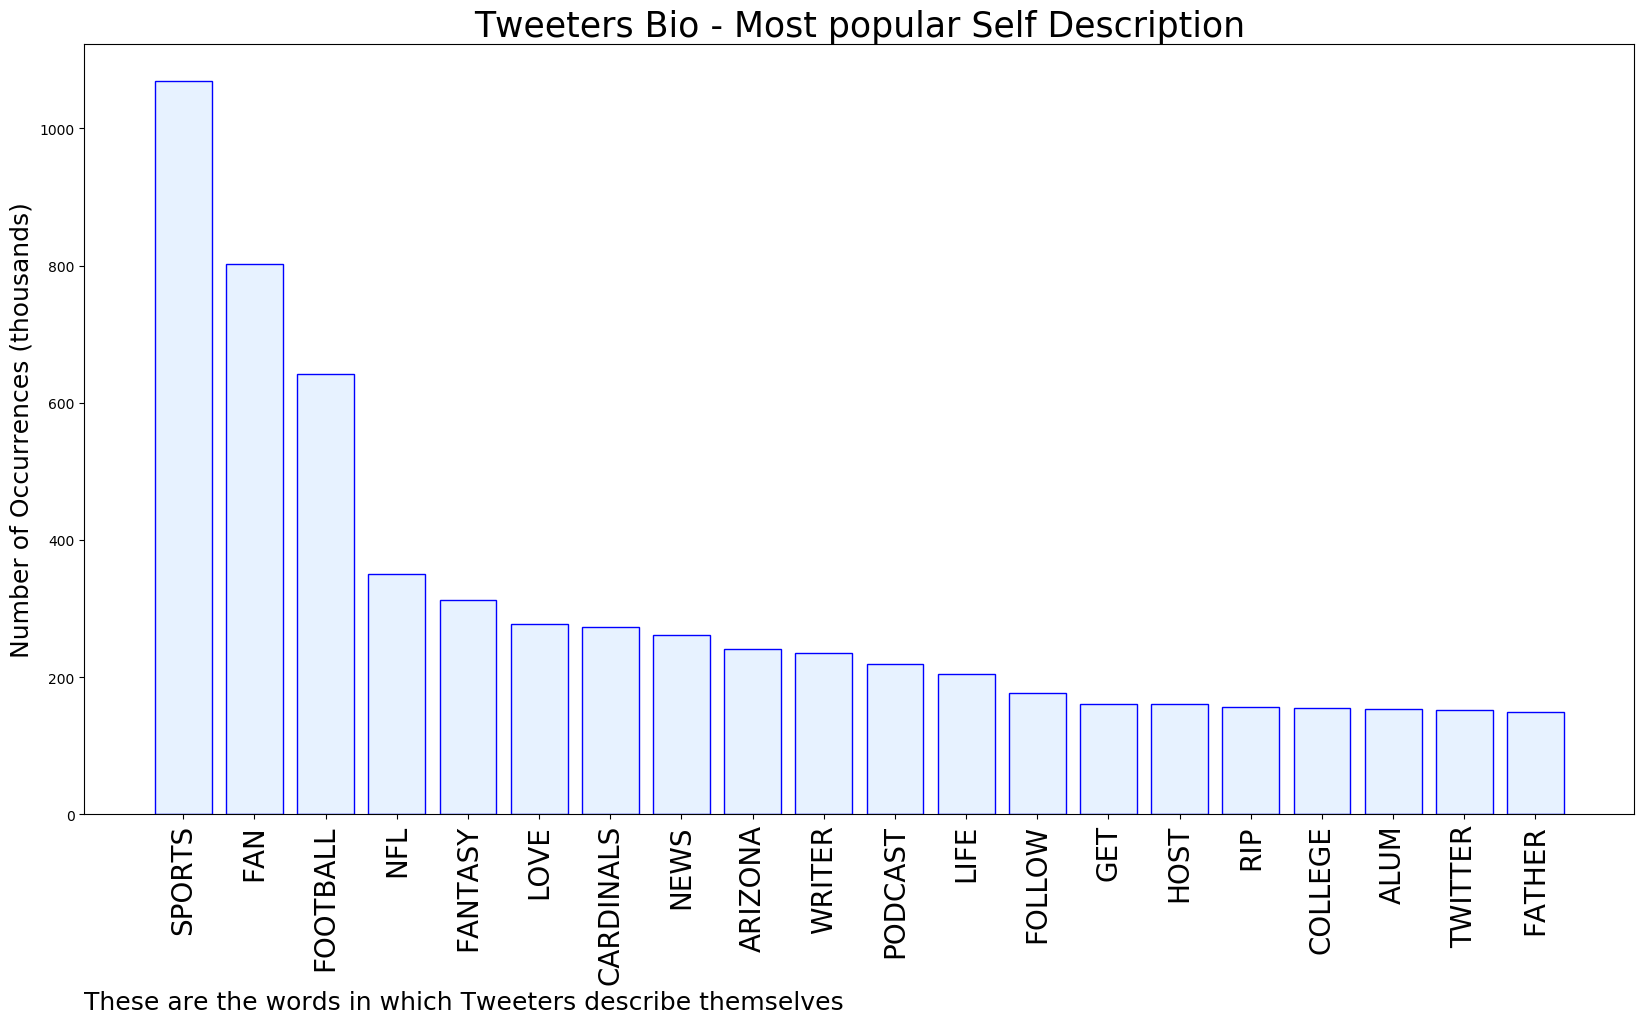 Tweeters Bio - Most popular Self Description
Number of Occurrences (thousands)
1000
800
600
400
200
0
SPORTS
FAN
FOOTBALL
NFL
FANTASY
LOVE
CARDINALS
NEWS
ARIZONA
WRITER
PODCAST
LIFE
FOLLOW
GET
HOST
RIP
COLLEGE
ALUM
TWITTER
FATHER
These are the words in which Tweeters describe themselves